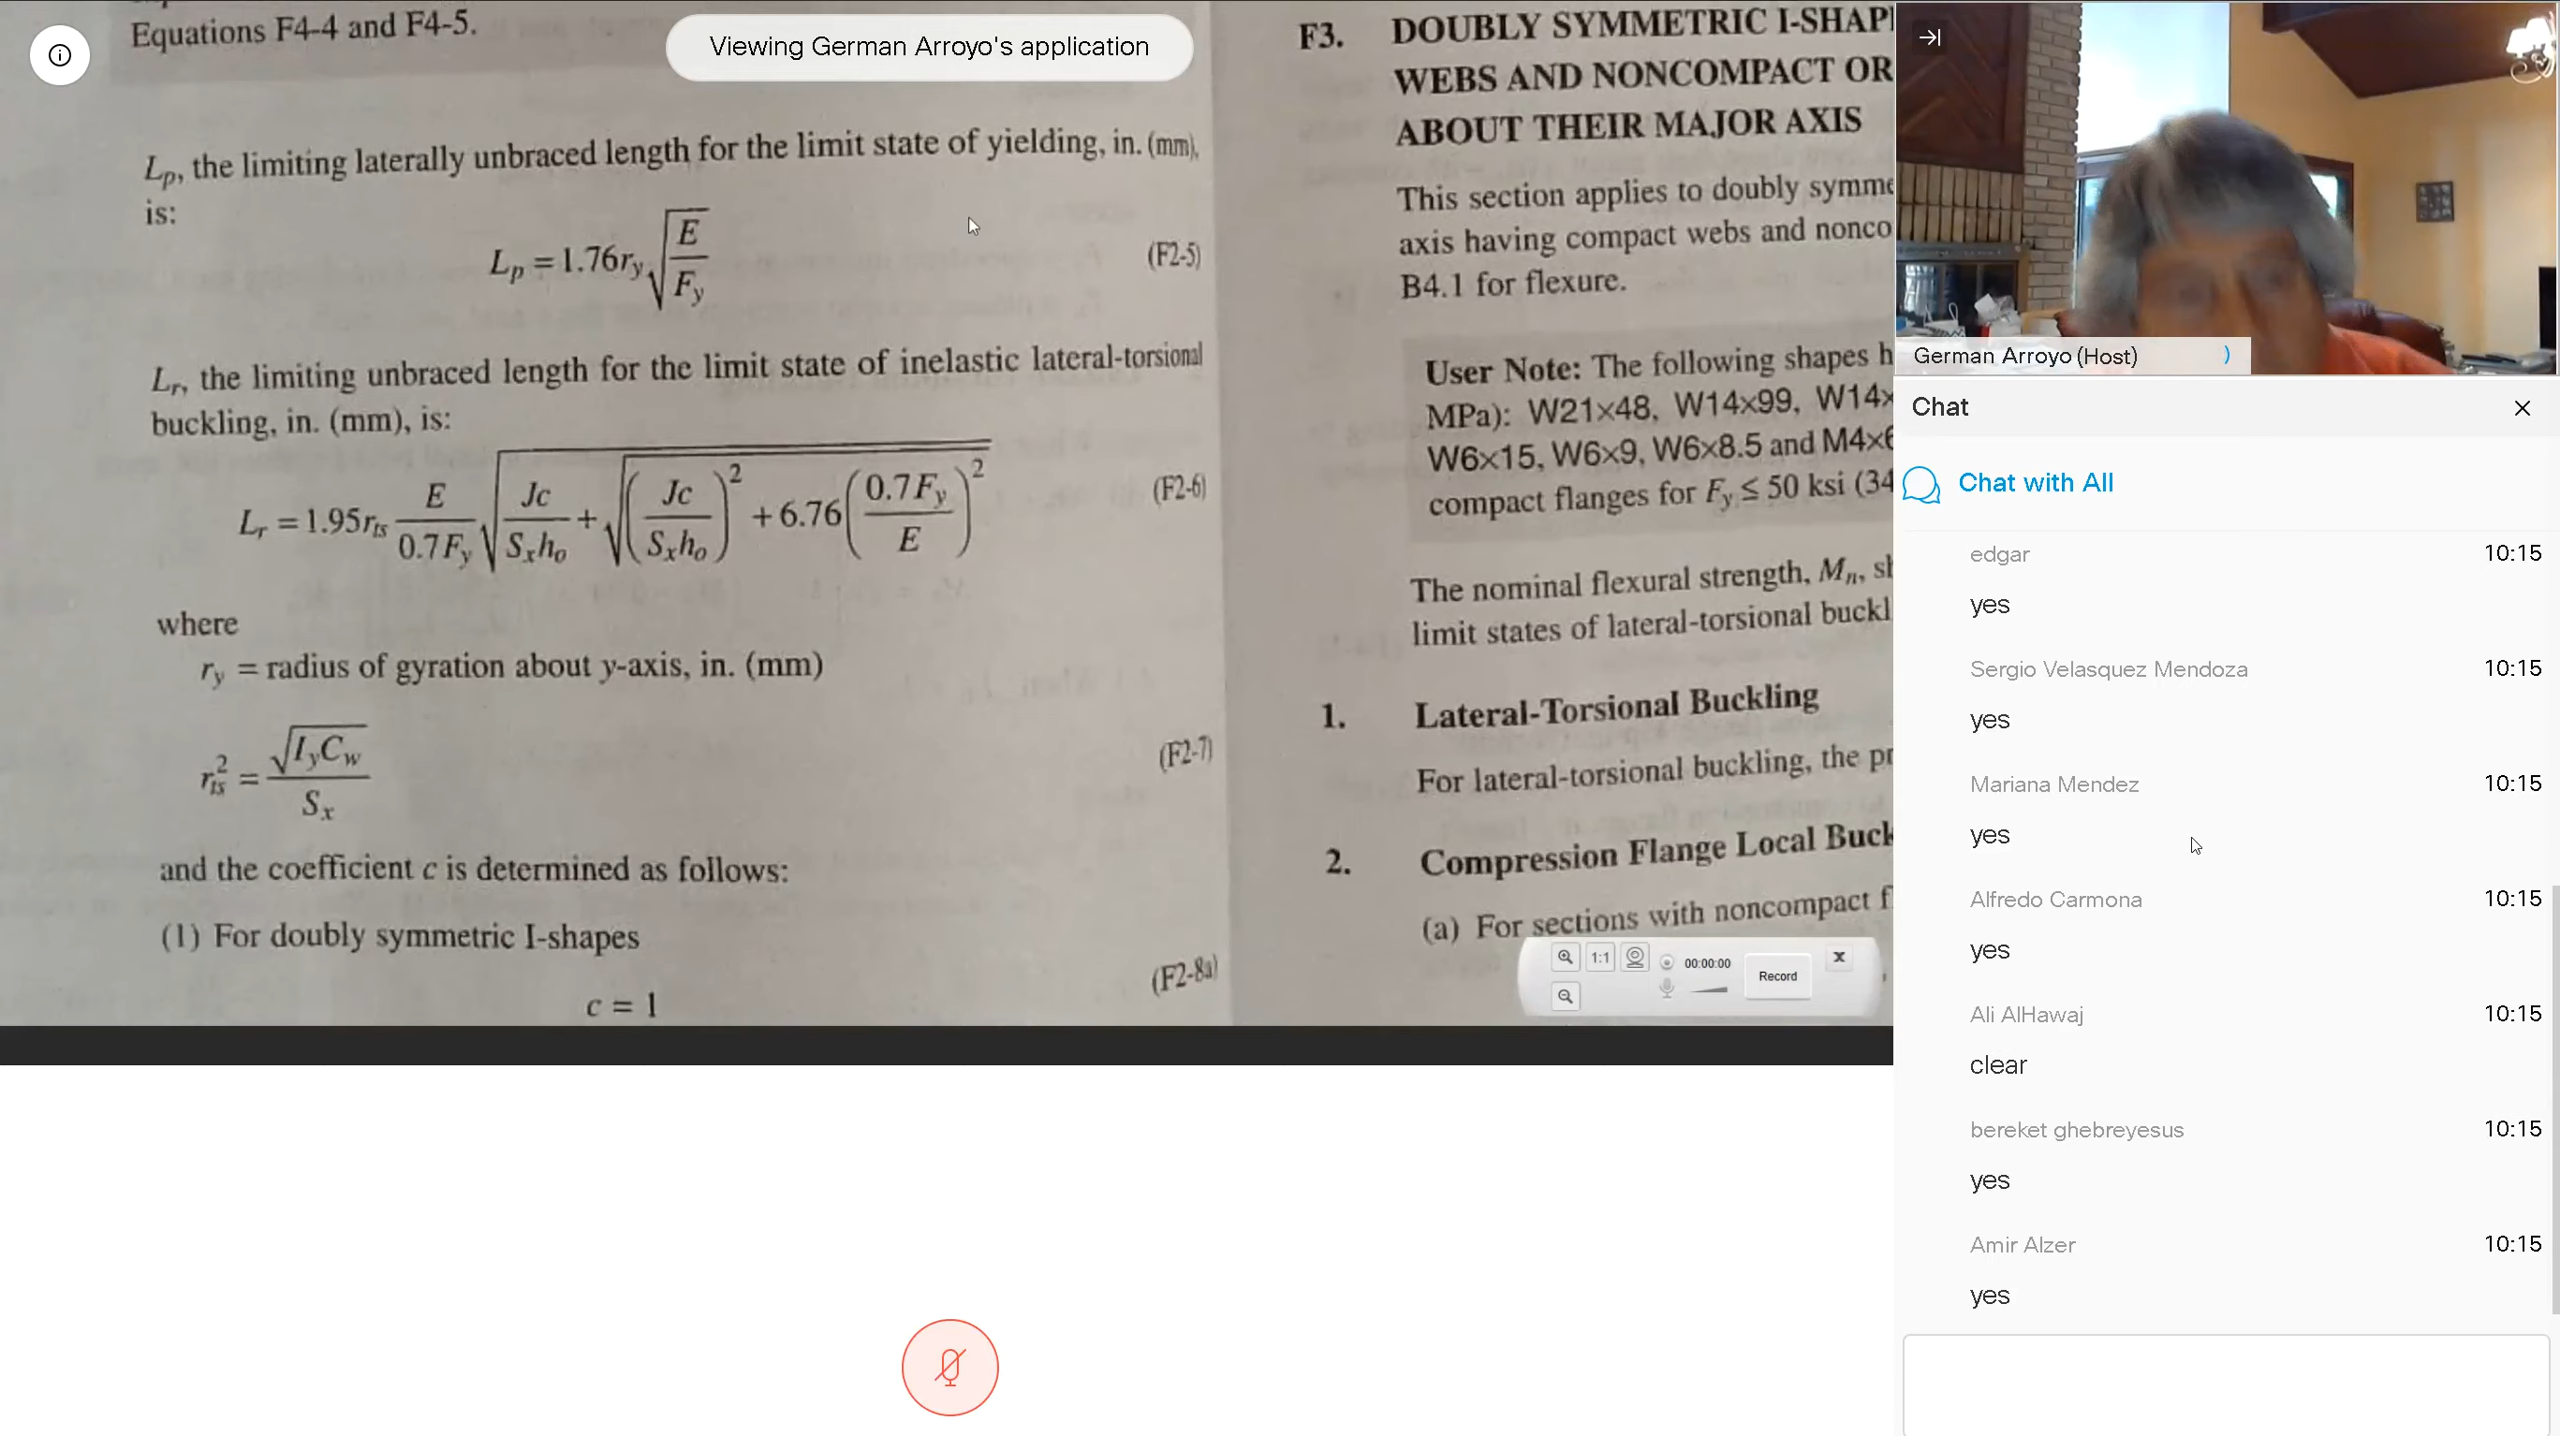 Equations F4-4 and F4-5.
Viewing German Arroyo's application
Lp, the limiting laterally unbraced length for the limit state of yielding, in. (mm),
is:
Lp = 1.76ry √(E/Fy) (F2-5)
Lr, the limiting unbraced length for the limit state of inelastic lateral-torsional
buckling, in. (mm), is:
Lr = 1.95rts E/0.7Fy √(Jc/Sxho + √((Jc/Sxho)² + 6.76(0.7Fy/E)²)) (F2-6)
where
ry = radius of gyration about y-axis, in. (mm)
rts² = √(IyCw)/Sx (F2-7)
and the coefficient c is determined as follows:
(1) For doubly symmetric I-shapes
c = 1 (F2-8a)
F3. DOUBLY SYMMETRIC I-SHAP
WEBS AND NONCOMPACT OR
ABOUT THEIR MAJOR AXIS
This section applies to doubly symme
axis having compact webs and nonco
B4.1 for flexure.
User Note: The following shapes h
MPa): W21×48, W14×99, W14×
W6×15, W6×9, W6×8.5 and M4×6
compact flanges for Fy ≤ 50 ksi (34
The nominal flexural strength, Mn, sh
limit states of lateral-torsional buckl
1. Lateral-Torsional Buckling
For lateral-torsional buckling, the pr
2. Compression Flange Local Buck
(a) For sections with noncompact f
1:1
00:00:00
Record
x
German Arroyo (Host)
Chat
Chat with All
edgar 10:15
yes
Sergio Velasquez Mendoza 10:15
yes
Mariana Mendez 10:15
yes
Alfredo Carmona 10:15
yes
Ali AlHawaj 10:15
clear
bereket ghebreyesus 10:15
yes
Amir Alzer 10:15
yes